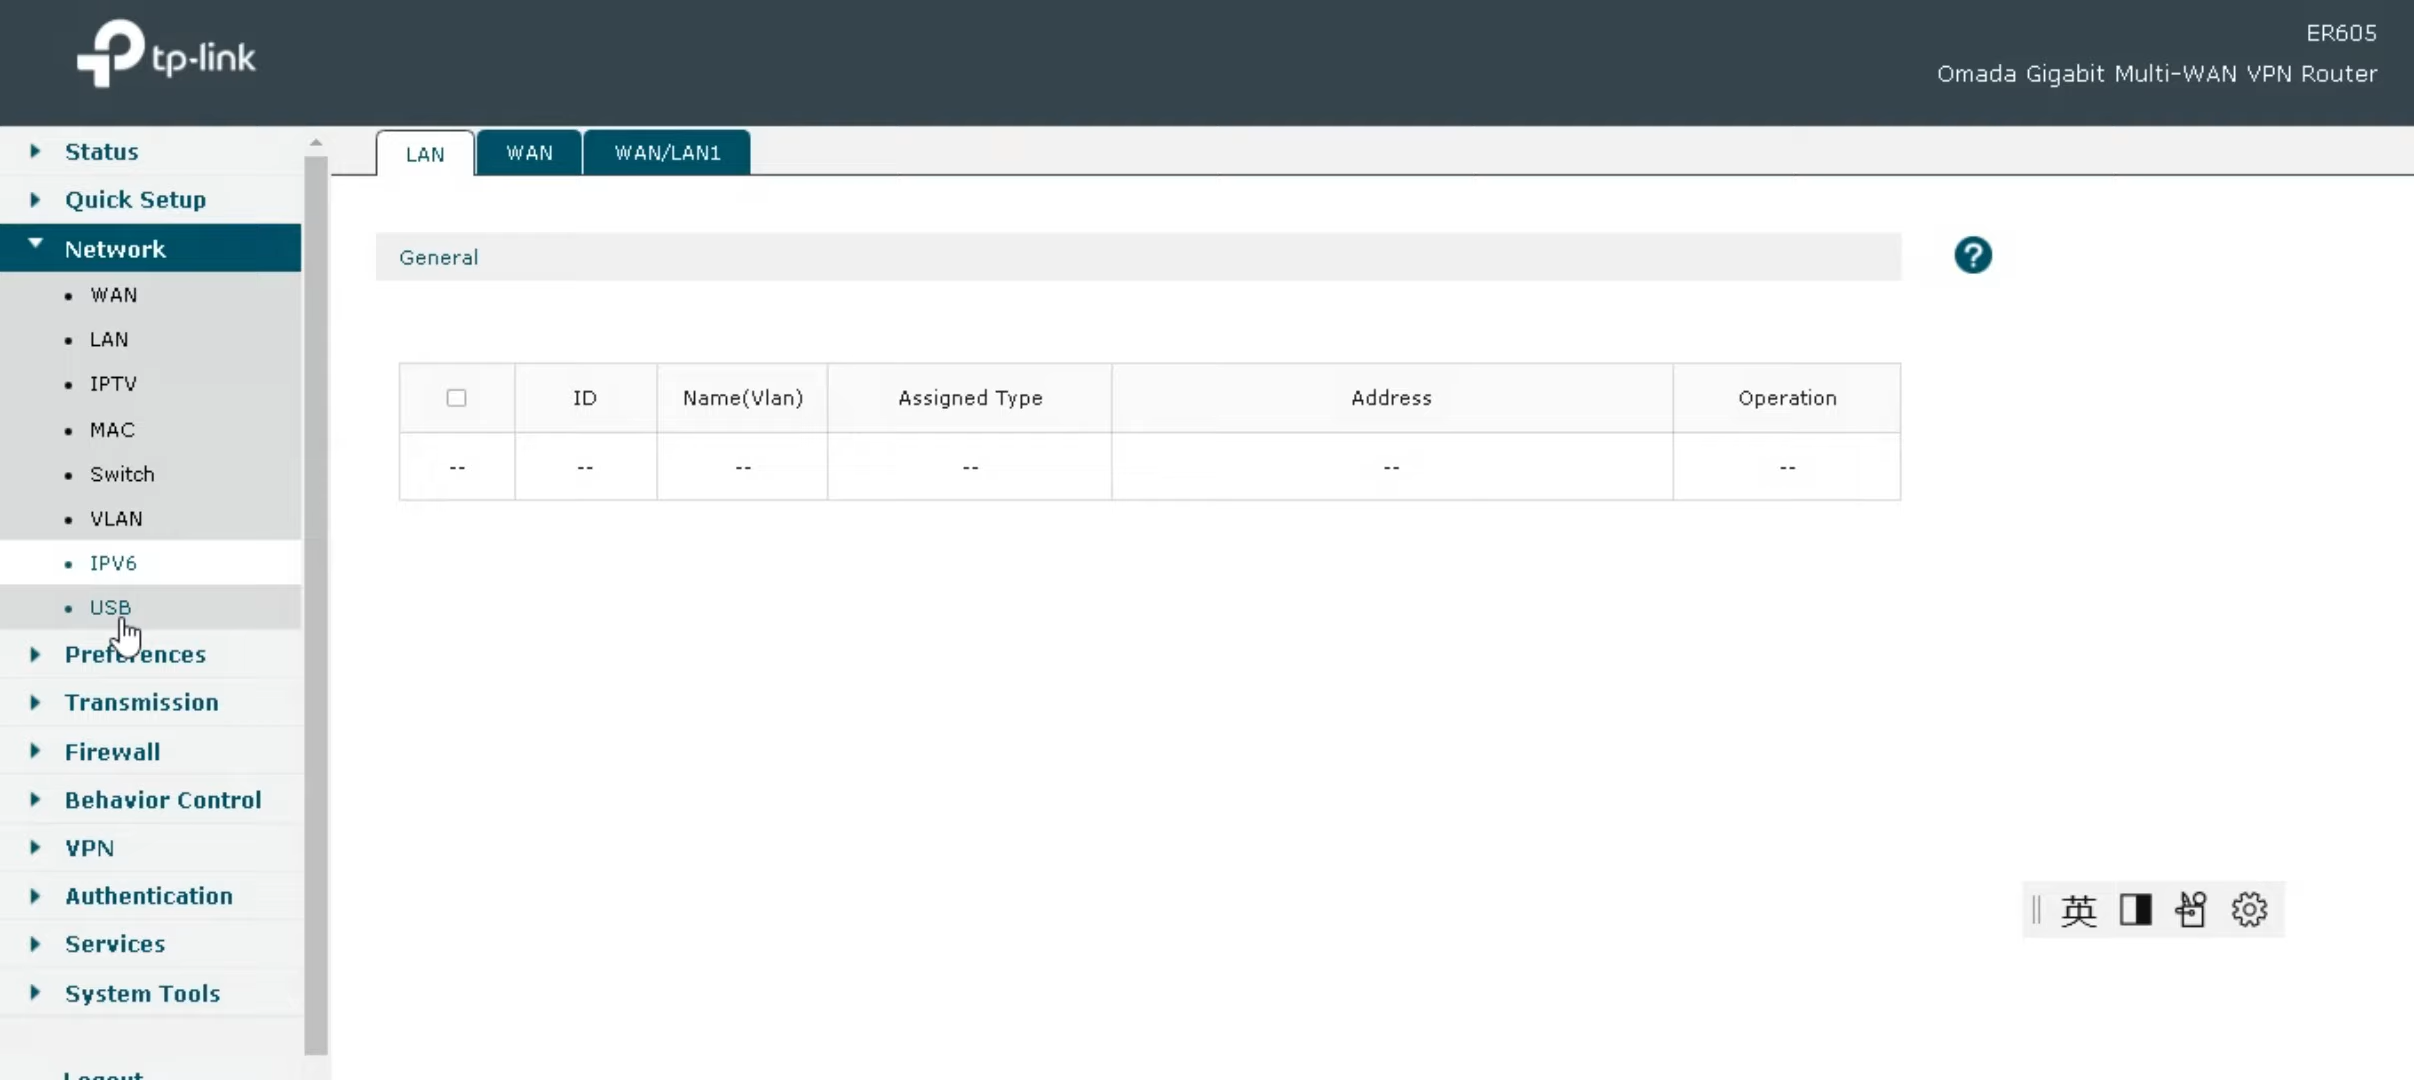 tp-link
ER605
Omada Gigabit Multi-WAN VPN Router
Status
Quick Setup
Network
WAN
LAN
IPTV
MAC
Switch
VLAN
IPV6
USB
Preferences
Transmission
Firewall
Behavior Control
VPN
Authentication
Services
System Tools
Logout
LAN WAN WAN/LAN1
General ?
ID Name(Vlan) Assigned Type Address Operation
-- -- -- -- -- --
英